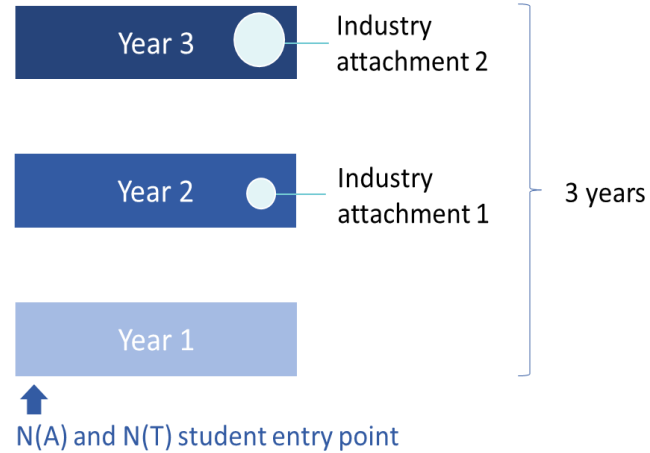 Year 3
Industry
attachment 2
Year 2
Industry
attachment 1
3 years
Year 1
N(A) and N(T) student entry point